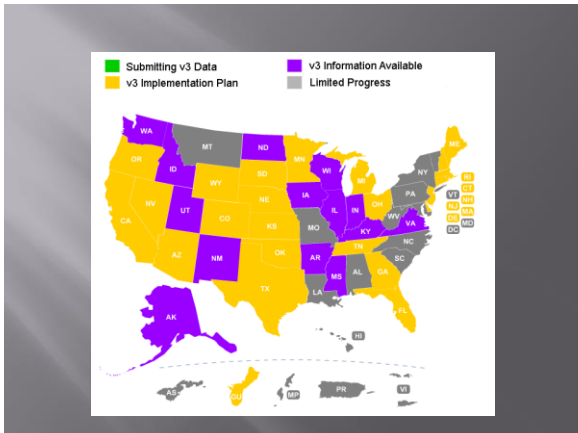 Submitting v3 Data
v3 Information Available
v3 Implementation Plan
Limited Progress
WA
MT
ND
MN
ME
OR
ID
SD
WI
MI
NY
WY
RI
CT
IA
NE
PA
VT
NH
NV
UT
IL
IN
OH
NJ
MA
CO
WV
VA
DE
MD
CA
KS
MO
KY
DC
NC
TN
AZ
NM
OK
AR
SC
MS
AL
GA
TX
LA
FL
AK
HI
AS
GU
MP
PR
VI